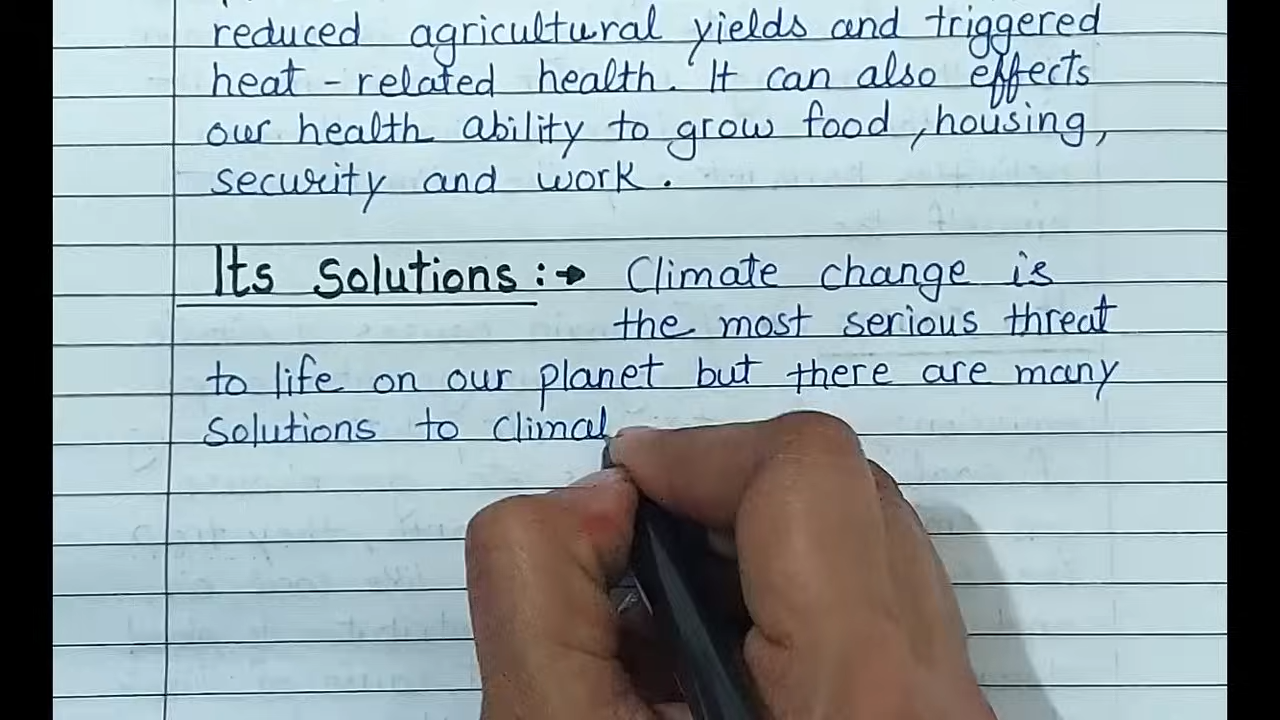 reduced agricultural yields and triggered
heat-related health. It can also effects
our health ability to grow food, housing,
security and work.
Its Solutions :→ Climate change is
the most serious threat
to life on our planet but there are many
solutions to climat